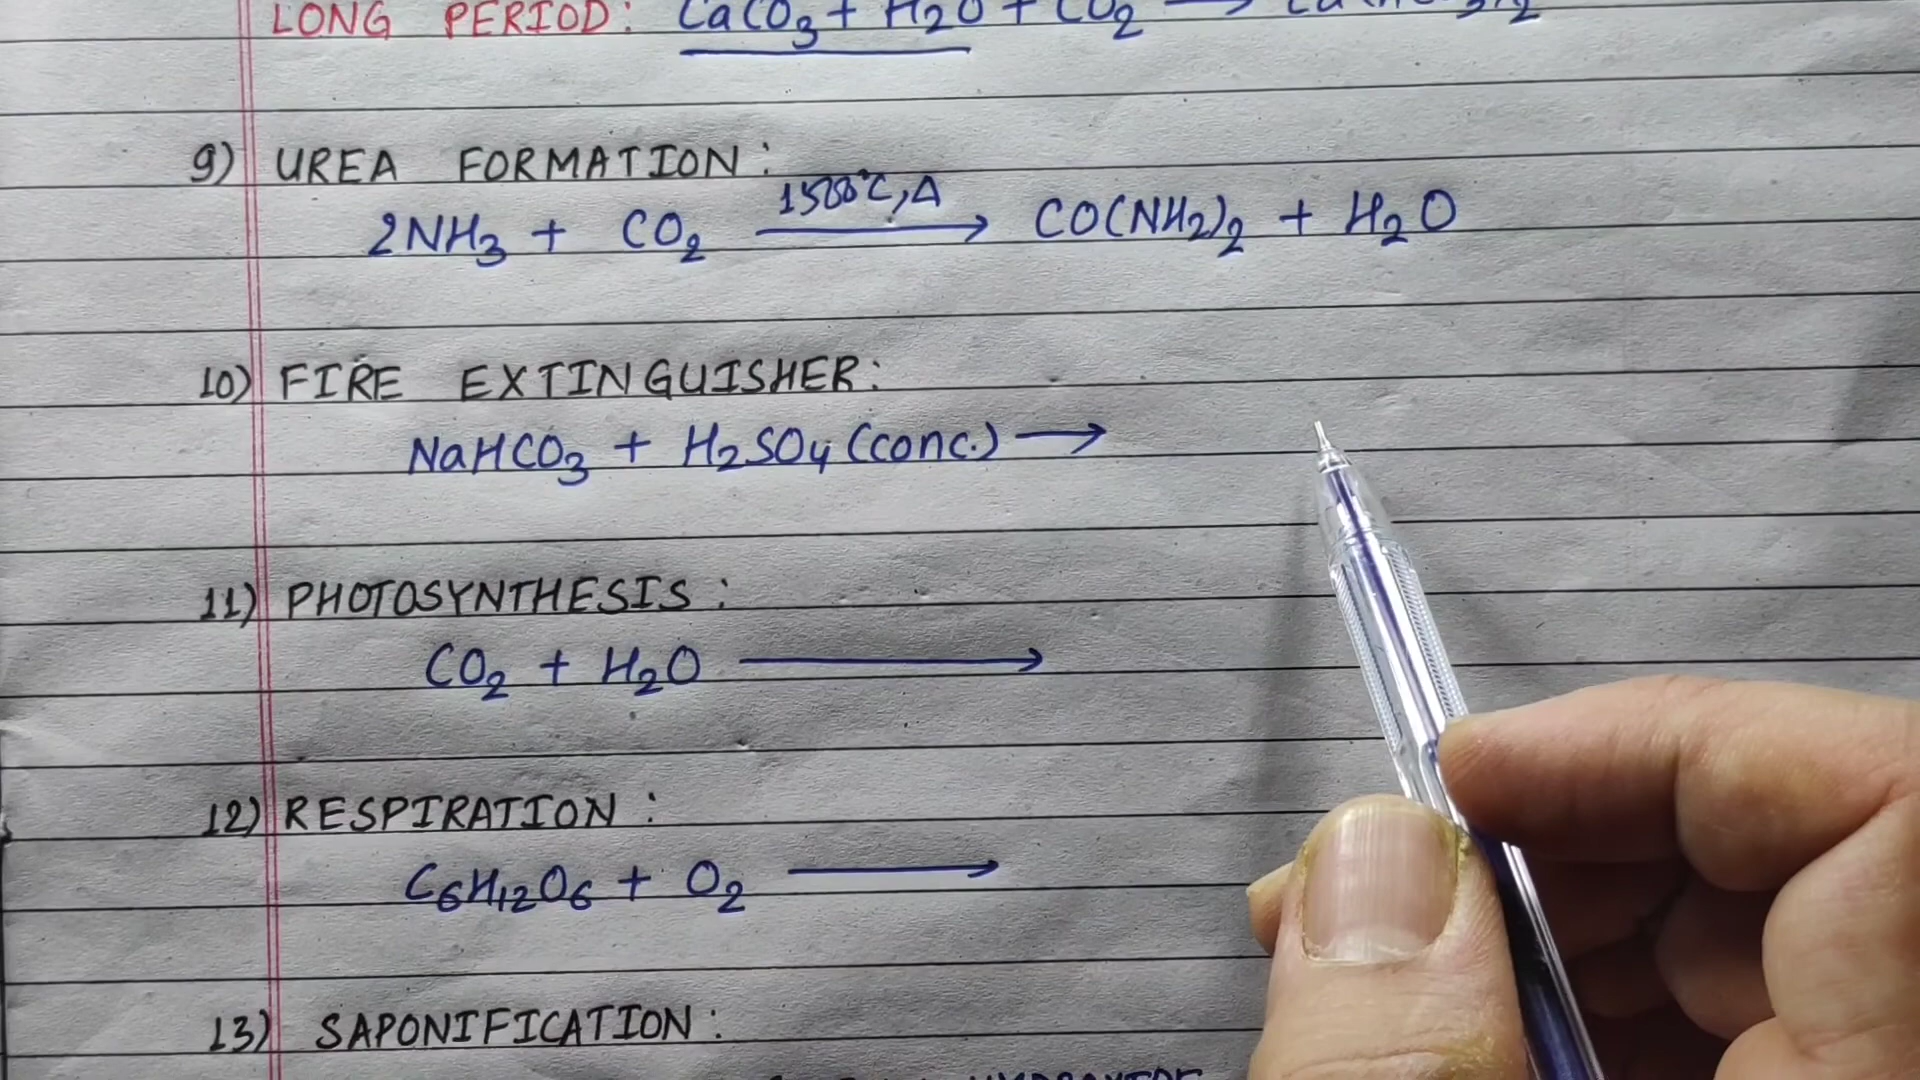 LONG PERIOD: CaCO3 + H2O + CO2 →
9) UREA FORMATION:
2NH3 + CO2 →(1500°C, Δ) CO(NH2)2 + H2O
10) FIRE EXTINGUISHER:
NaHCO3 + H2SO4 (conc.) →
11) PHOTOSYNTHESIS:
CO2 + H2O →
12) RESPIRATION:
C6H12O6 + O2 →
13) SAPONIFICATION: